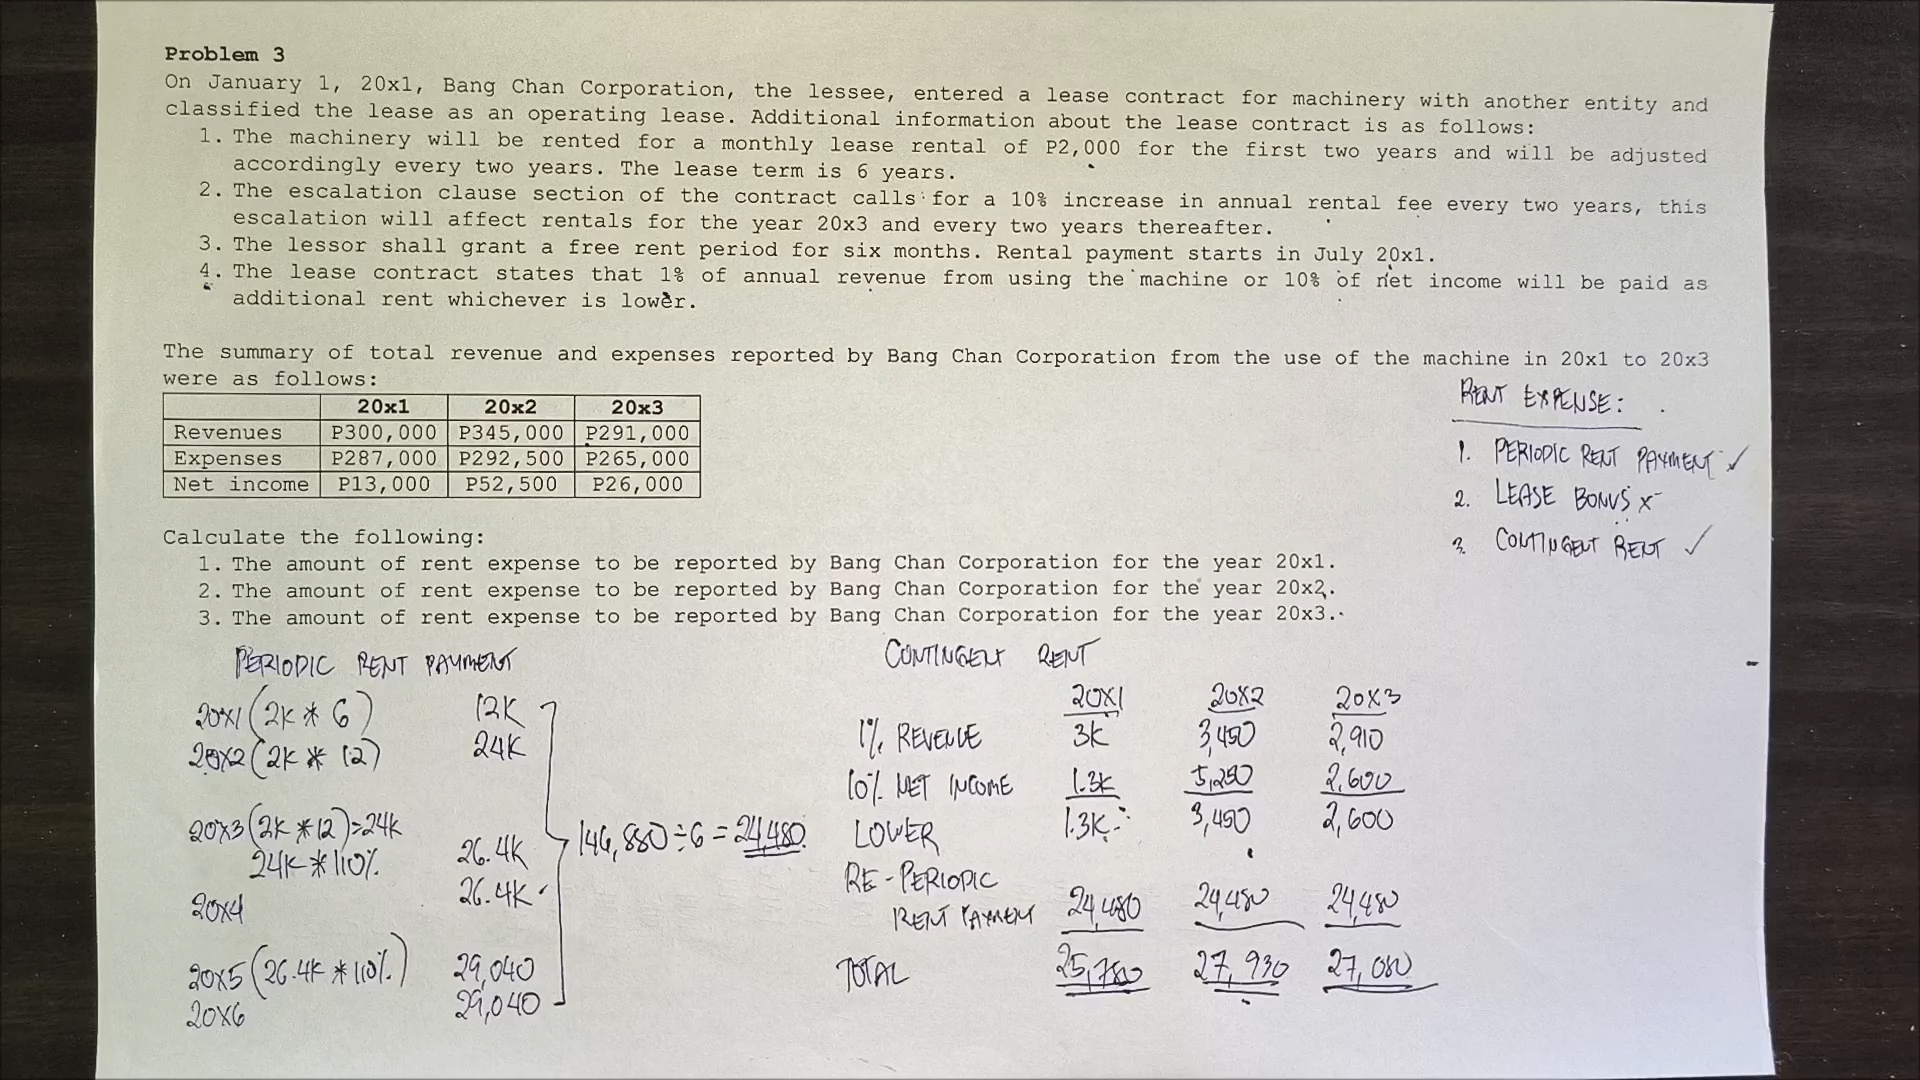 Problem 3
On January 1, 20x1, Bang Chan Corporation, the lessee, entered a lease contract for machinery with another entity and
classified the lease as an operating lease. Additional information about the lease contract is as follows:
1. The machinery will be rented for a monthly lease rental of P2,000 for the first two years and will be adjusted
accordingly every two years. The lease term is 6 years.
2. The escalation clause section of the contract calls for a 10% increase in annual rental fee every two years, this
escalation will affect rentals for the year 20x3 and every two years thereafter.
3. The lessor shall grant a free rent period for six months. Rental payment starts in July 20x1.
4. The lease contract states that 1% of annual revenue from using the machine or 10% of net income will be paid as
additional rent whichever is lower.
The summary of total revenue and expenses reported by Bang Chan Corporation from the use of the machine in 20x1 to 20x3
were as follows:
20x1 20x2 20x3
Revenues P300,000 P345,000 P291,000
Expenses P287,000 P292,500 P265,000
Net income P13,000 P52,500 P26,000
RENT EXPENSE:
1. PERIODIC RENT PAYMENT ✓
2. LEASE BONUS x
3. CONTINGENT RENT ✓
Calculate the following:
1. The amount of rent expense to be reported by Bang Chan Corporation for the year 20x1.
2. The amount of rent expense to be reported by Bang Chan Corporation for the year 20x2.
3. The amount of rent expense to be reported by Bang Chan Corporation for the year 20x3.
PERIODIC RENT PAYMENT
20X1 (2K * 6) 12K
20X2 (2K * 12) 24K
20X3 (2K * 12) = 24K
24K * 110% 26.4K
20X4 26.4K
20X5 (26.4K * 110%) 29,040
20X6 29,040
146,880 ÷ 6 = 24,480
CONTINGENT RENT
20X1 20X2 20X3
1% REVENUE 3K 3,450 2,910
10% NET INCOME 1.3K 5,250 2,600
LOWER 1.3K 3,450 2,600
RE - PERIODIC
RENT PAYMENT 24,480 24,480 24,480
TOTAL 25,780 27,930 27,080